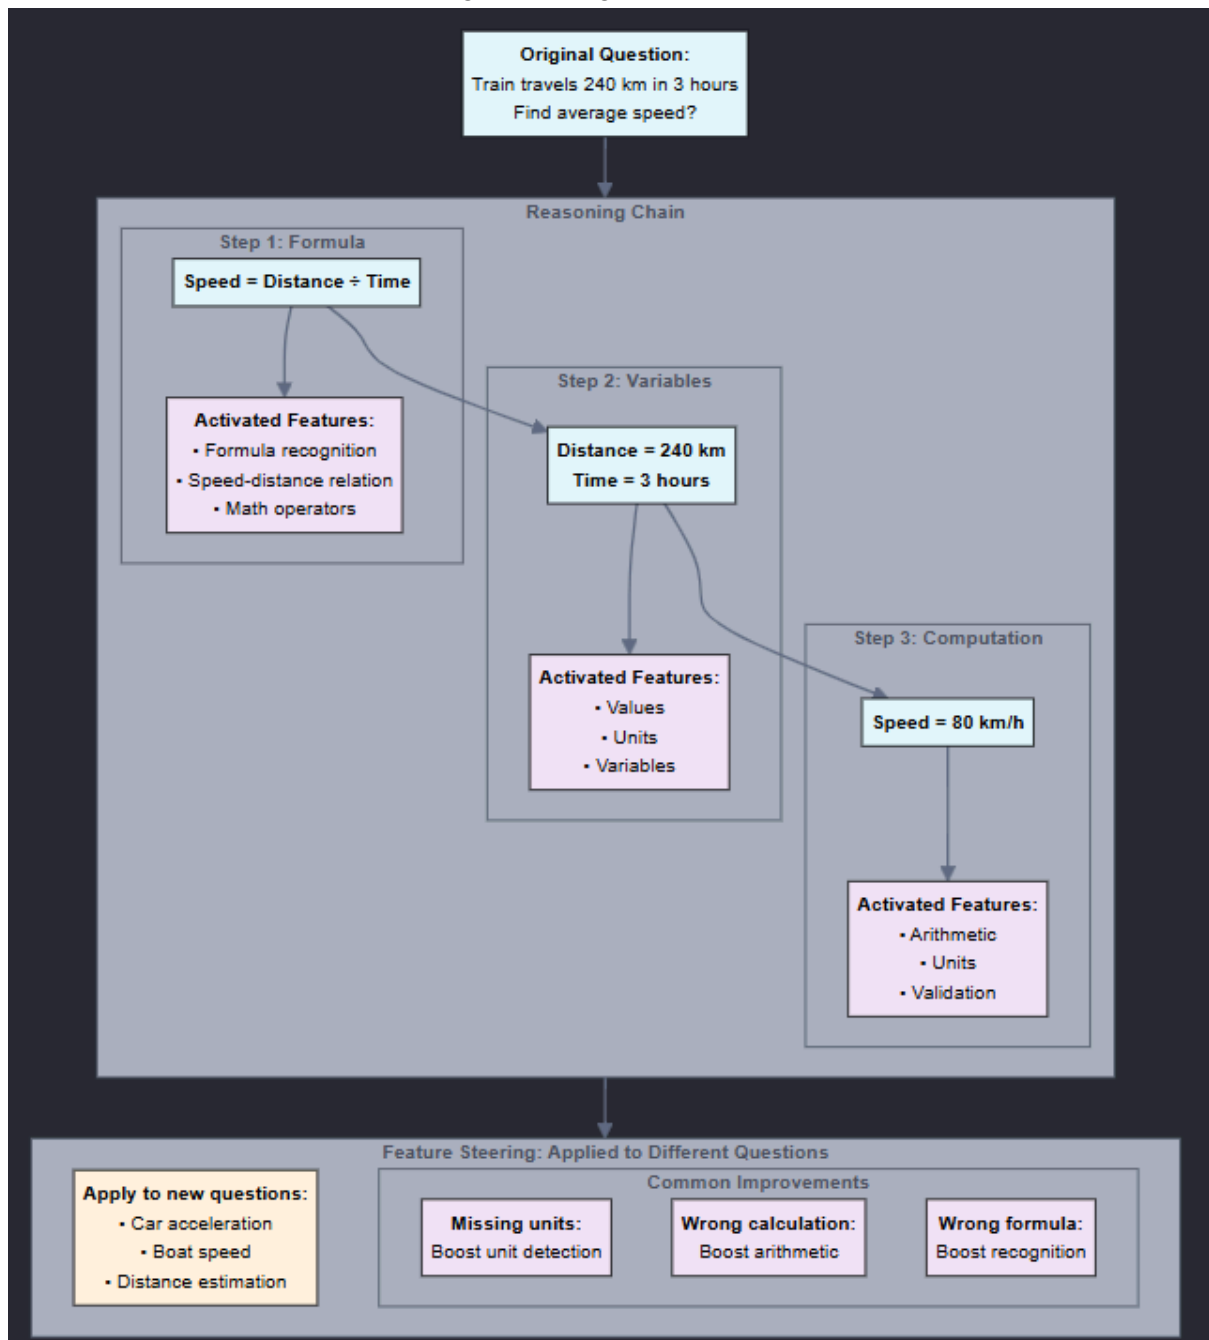 Original Question:
Train travels 240 km in 3 hours
Find average speed?
Reasoning Chain
Step 1: Formula
Speed = Distance ÷ Time
Activated Features:
▪ Formula recognition
▪ Speed-distance relation
▪ Math operators
Step 2: Variables
Distance = 240 km
Time = 3 hours
Activated Features:
▪ Values
▪ Units
▪ Variables
Step 3: Computation
Speed = 80 km/h
Activated Features:
▪ Arithmetic
▪ Units
▪ Validation
Feature Steering: Applied to Different Questions
Apply to new questions:
▪ Car acceleration
▪ Boat speed
▪ Distance estimation
Common Improvements
Missing units:
Boost unit detection
Wrong calculation:
Boost arithmetic
Wrong formula:
Boost recognition